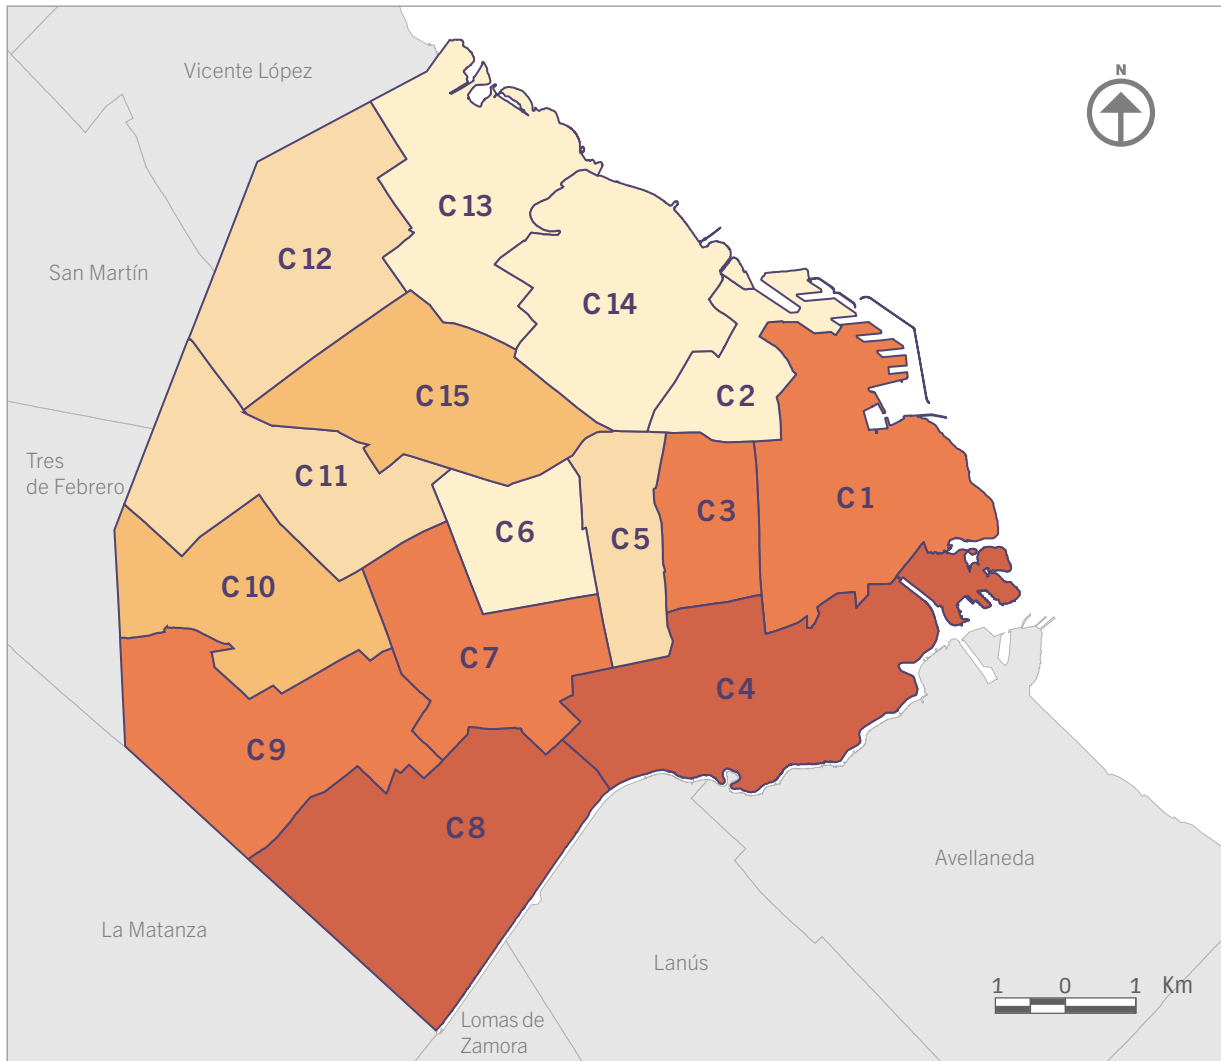 Vicente López
N
C 13
C 12
San Martín
C 14
C 15
C 2
Tres
de Febrero
C 11
C 1
C 3
C 6
C 5
C 10
C 7
C 4
C 9
C 8
Avellaneda
La Matanza
Lanús
1 0 1 Km
Lomas de
Zamora